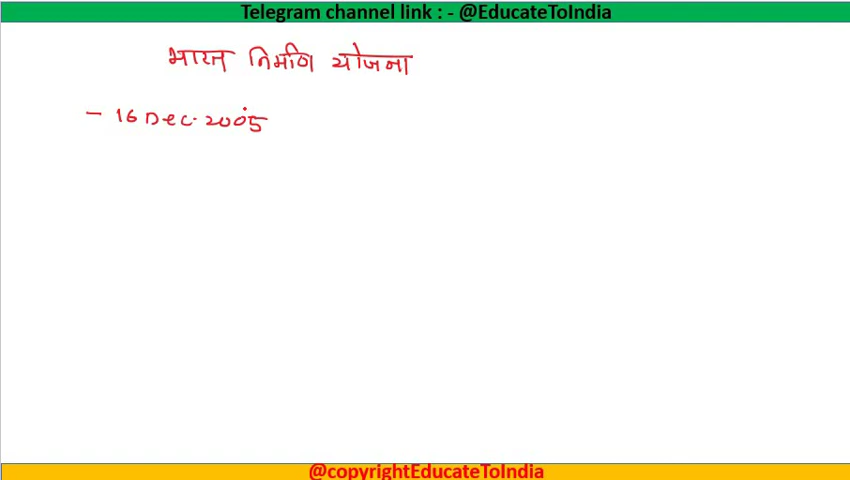 Telegram channel link : - @EducateToIndia
भारत निर्माण योजना
- 16 Dec. 2005
@copyrightEducateToIndia